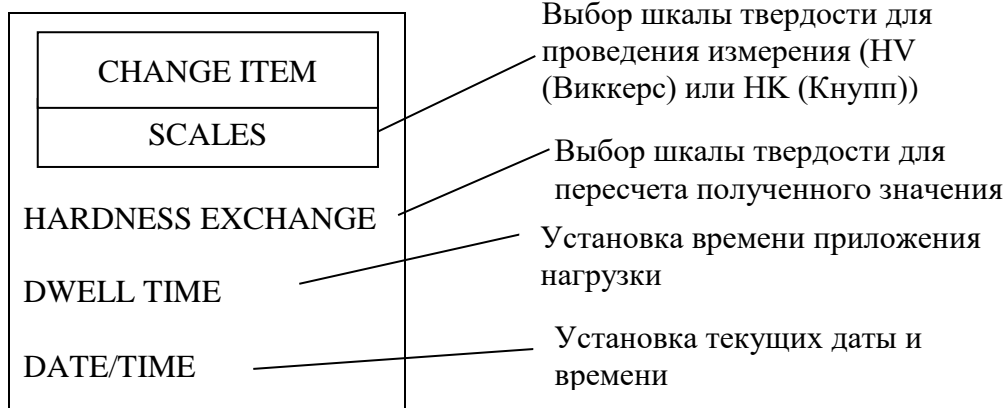 CHANGE ITEM
SCALES
HARDNESS EXCHANGE
DWELL TIME
DATE/TIME
Выбор шкалы твердости для
проведения измерения (HV
(Виккерс) или HK (Кнупп))
Выбор шкалы твердости для
пересчета полученного значения
Установка времени приложения
нагрузки
Установка текущих даты и
времени